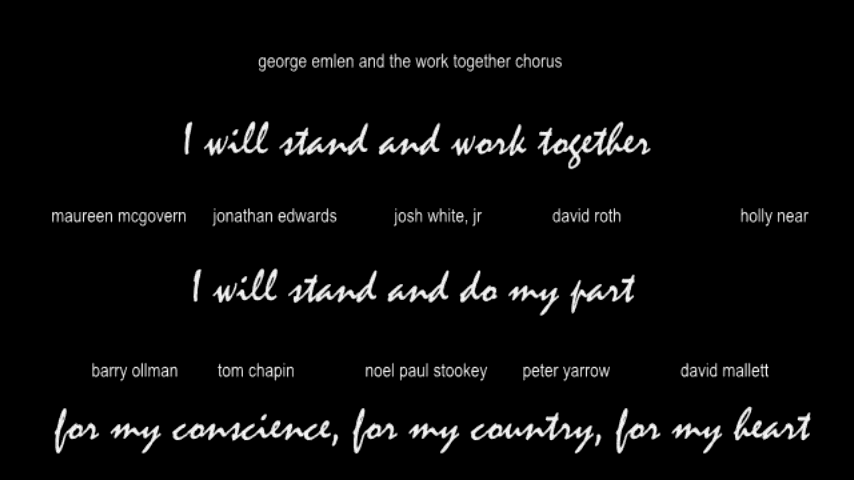 george emlen and the work together chorus
I will stand and work together
maureen mcgovern jonathan edwards josh white, jr david roth holly near
I will stand and do my part
barry ollman tom chapin noel paul stookey peter yarrow david mallett
for my conscience, for my country, for my heart